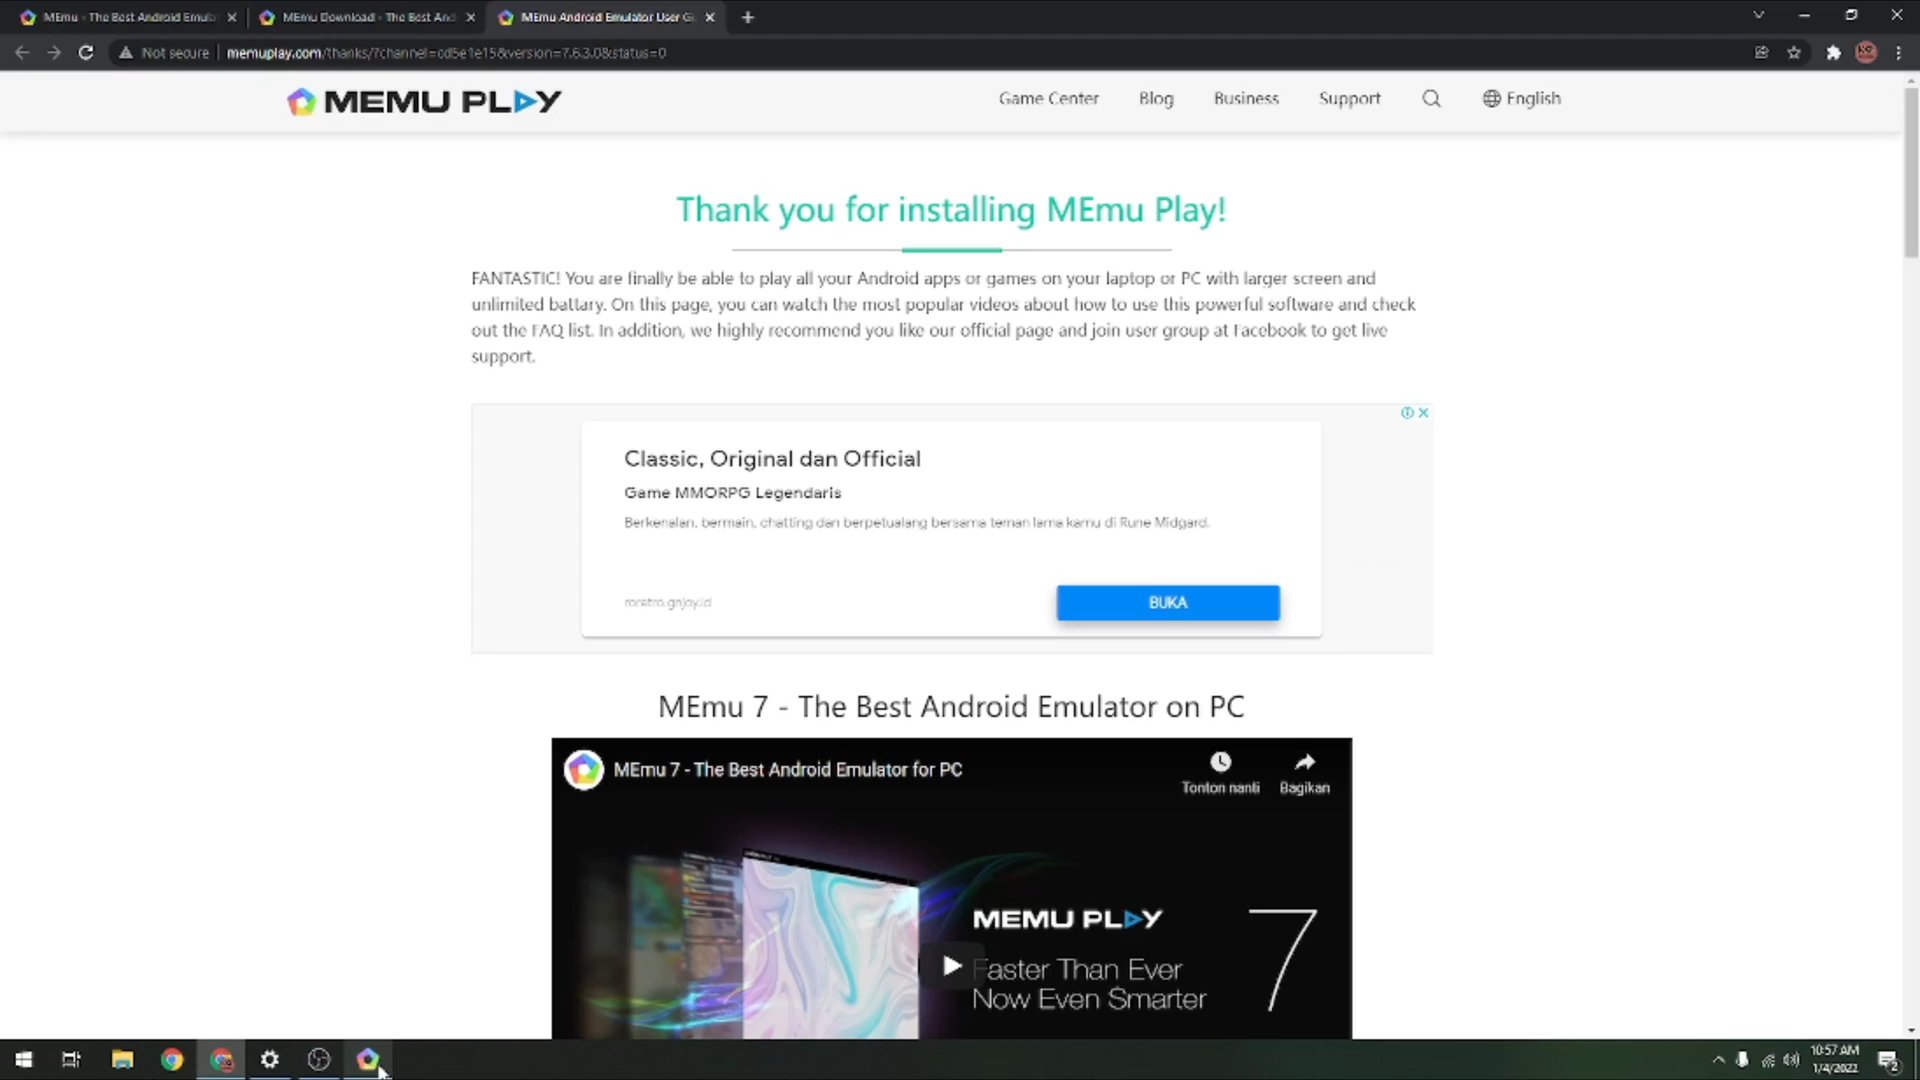 MEmu - The Best Android Emula
MEmu Download - The Best And
MEmu Android Emulator User G
Not secure
memuplay.com/thanks/?channel=cd5e1e15&version=7.6.3.0&status=0
MEMU PLAY
Game Center
Blog
Business
Support
English
Thank you for installing MEmu Play!
FANTASTIC! You are finally be able to play all your Android apps or games on your laptop or PC with larger screen and
unlimited battary. On this page, you can watch the most popular videos about how to use this powerful software and check
out the FAQ list. In addition, we highly recommend you like our official page and join user group at Facebook to get live
support.
Classic, Original dan Official
Game MMORPG Legendaris
Berkenalan, bermain, chatting dan berpetualang bersama teman lama kamu di Rune Midgard.
roretro.gnjoy.id
BUKA
MEmu 7 - The Best Android Emulator on PC
MEmu 7 - The Best Android Emulator for PC
Tonton nanti
Bagikan
MEMU PLAY
7
Faster Than Ever
Now Even Smarter
10:57 AM
1/4/2022
2